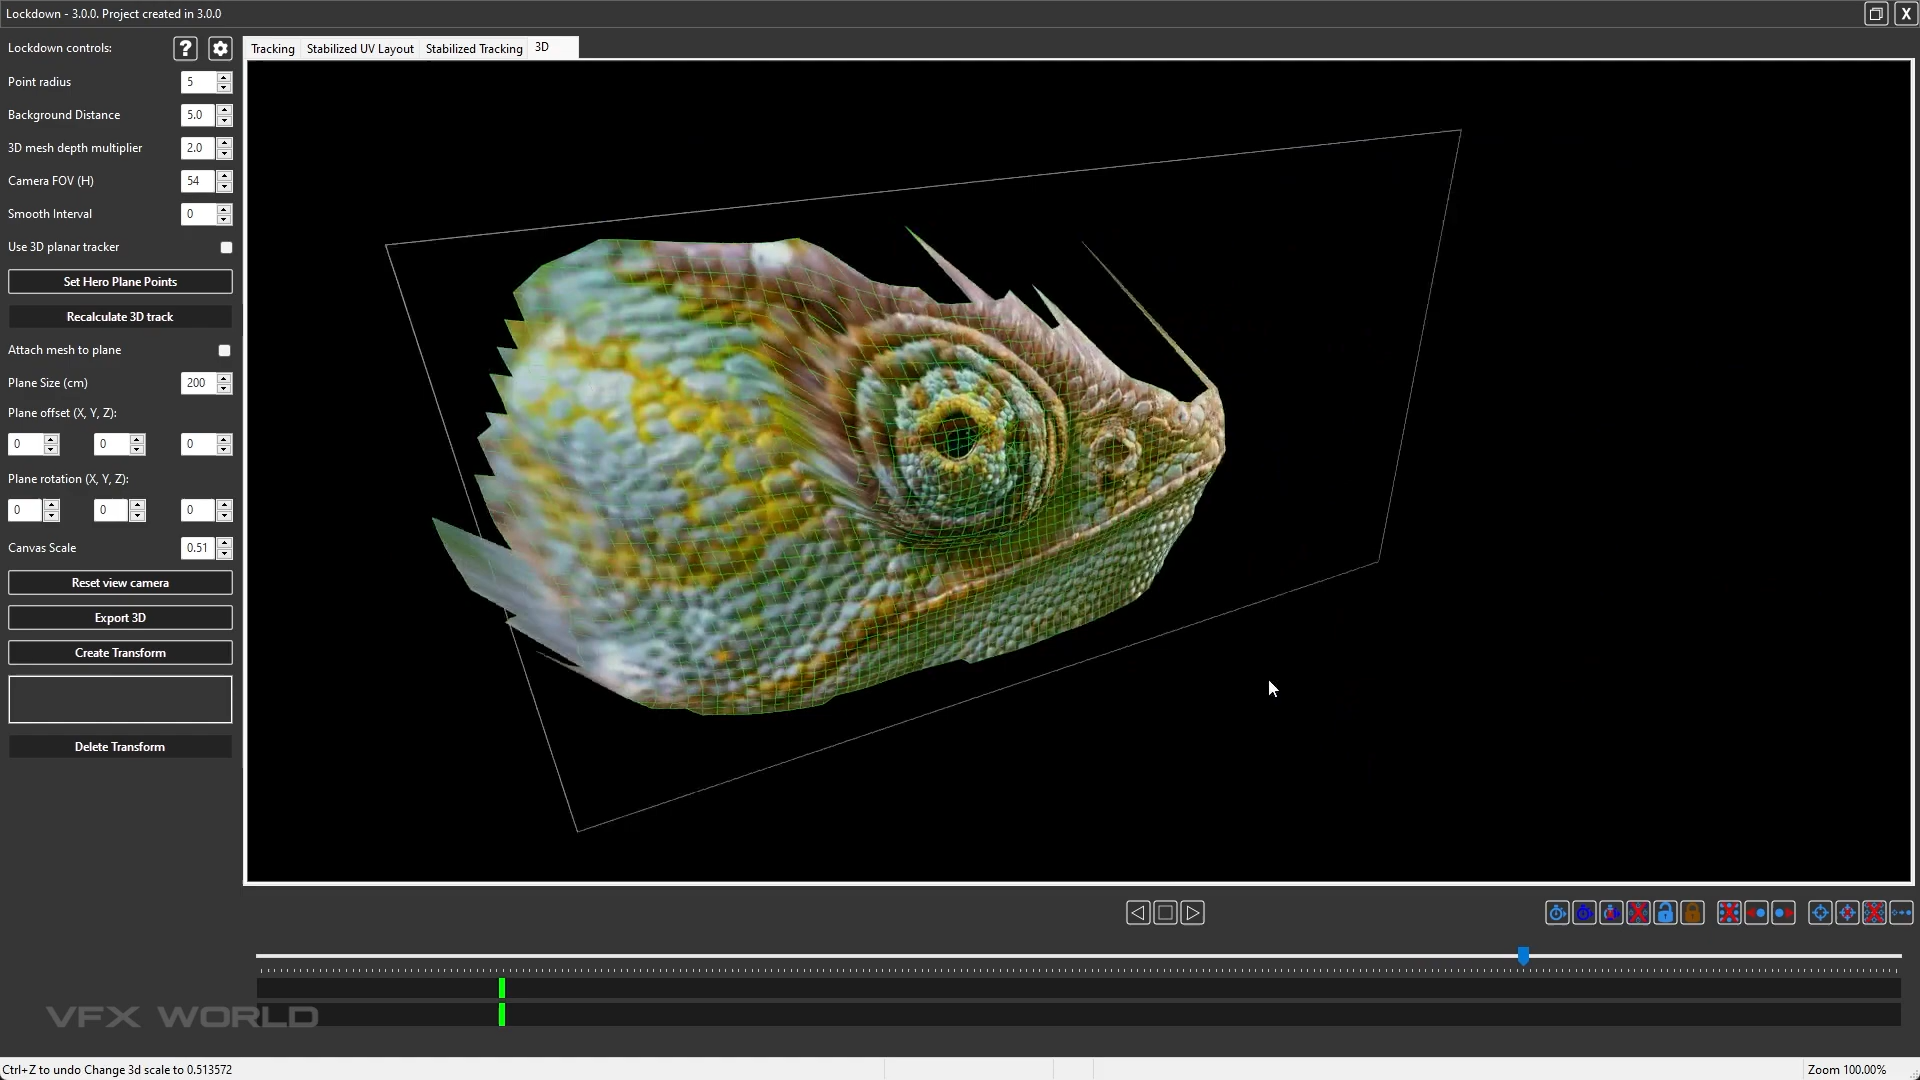 Lockdown - 3.0.0. Project created in 3.0.0
X
Lockdown controls:
?
Tracking
Stabilized UV Layout
Stabilized Tracking
3D
Point radius
5
Background Distance
5.0
3D mesh depth multiplier
2.0
Camera FOV (H)
54
Smooth Interval
0
Use 3D planar tracker
Set Hero Plane Points
Recalculate 3D track
Attach mesh to plane
Plane Size (cm)
200
Plane offset (X, Y, Z):
0 0 0
Plane rotation (X, Y, Z):
0 0 0
Canvas Scale
0.51
Reset view camera
Export 3D
Create Transform
Delete Transform
VFX WORLD
Ctrl+Z to undo Change 3d scale to 0.513572
Zoom 100.00%